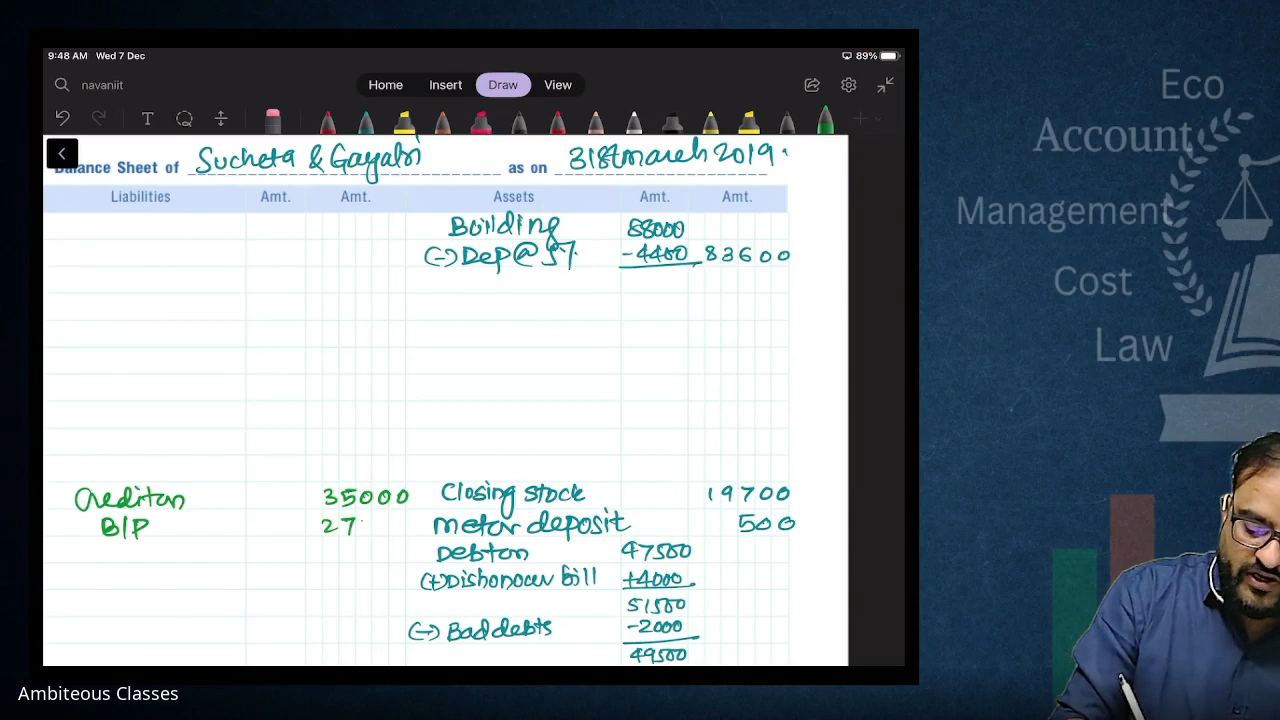 9:48 AM Wed 7 Dec
89%
navaniit
Home Insert Draw View
Balance Sheet of Sucheta & Gayatri as on 31st march 2019.
Liabilities Amt. Amt. Assets Amt. Amt.
Building 88000
(-) Dep @ 5% - 4400 83600
Crediton 35000 Closing stock 19700
B/P 27 metor deposit 500
Debton 47500
(+) Dishonour bill +4000
51500
(-) Bad debts -2000
49500
Eco
Account
Management
Cost
Law
Ambiteous Classes